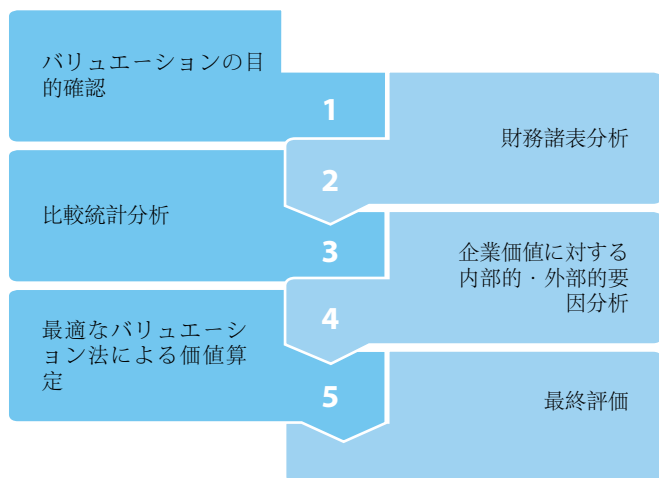 バリュエーションの目
的確認
1
財務諸表分析
2
比較統計分析
3
企業価値に対する
内部的・外部的要
因分析
4
最適なバリュエーシ
ョン法による価値算
定
5
最終評価